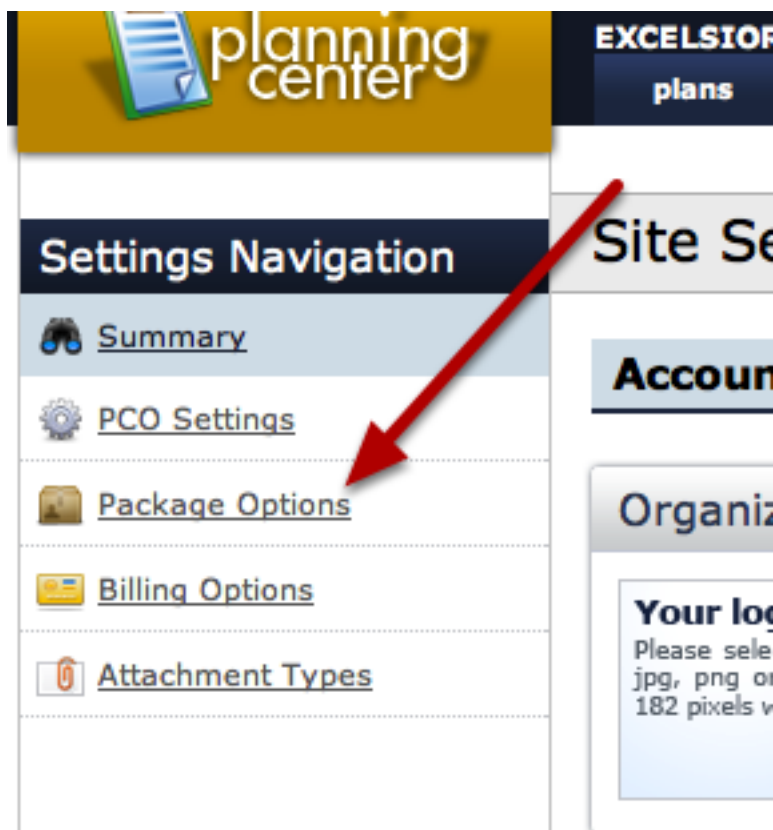 planning
center
EXCELSIOR
plans
Settings Navigation
Summary
PCO Settings
Package Options
Billing Options
Attachment Types
Site Se
Accoun
Organiz
Your log
Please sele
jpg, png or
182 pixels w